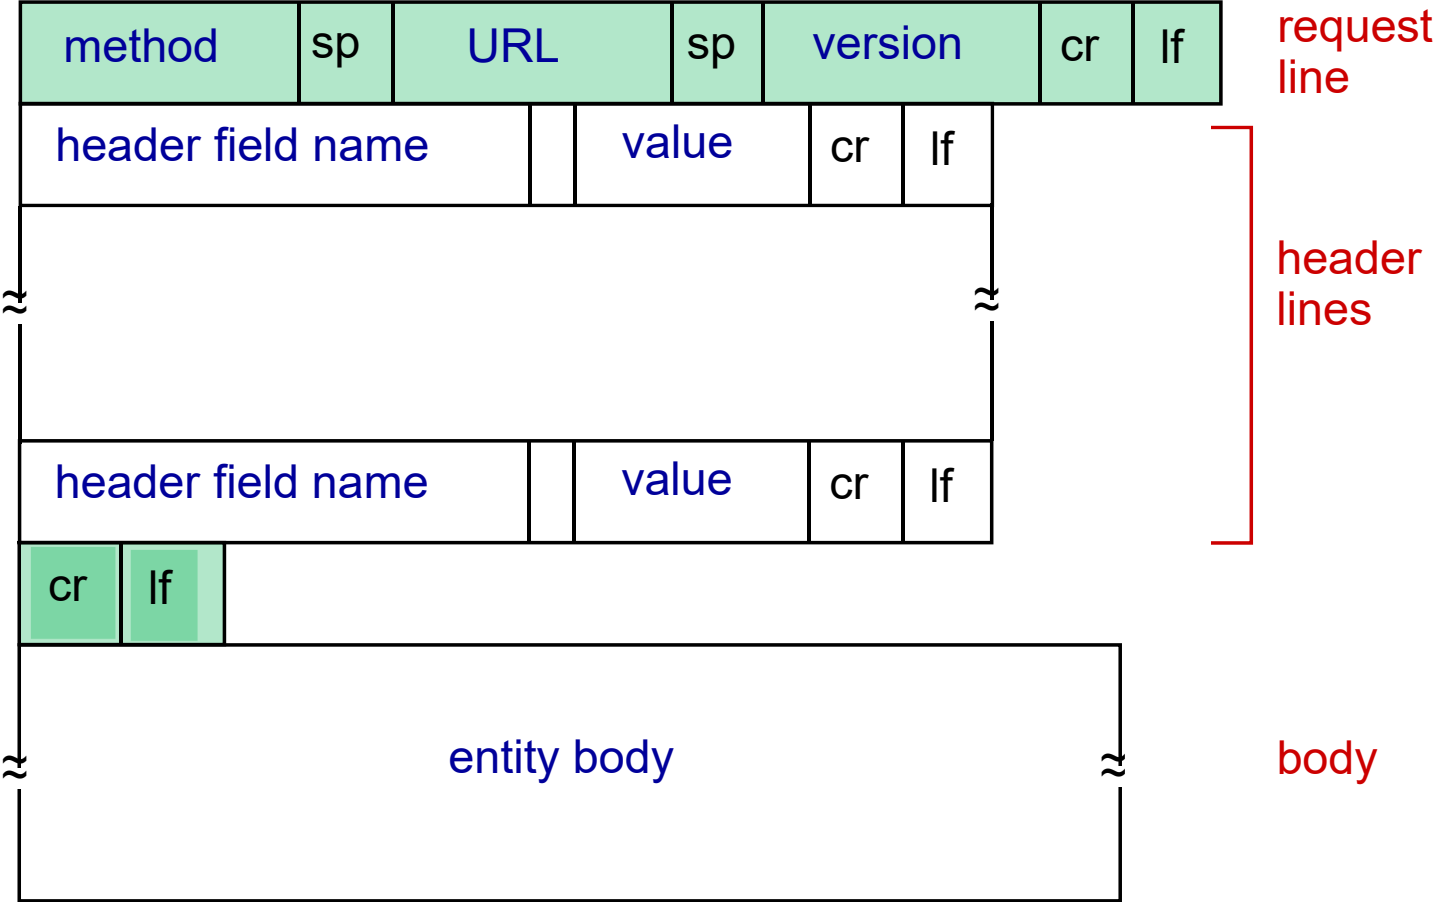 method sp URL sp version cr lf
request
line
header field name value cr lf
header
lines
header field name value cr lf
cr lf
entity body
body